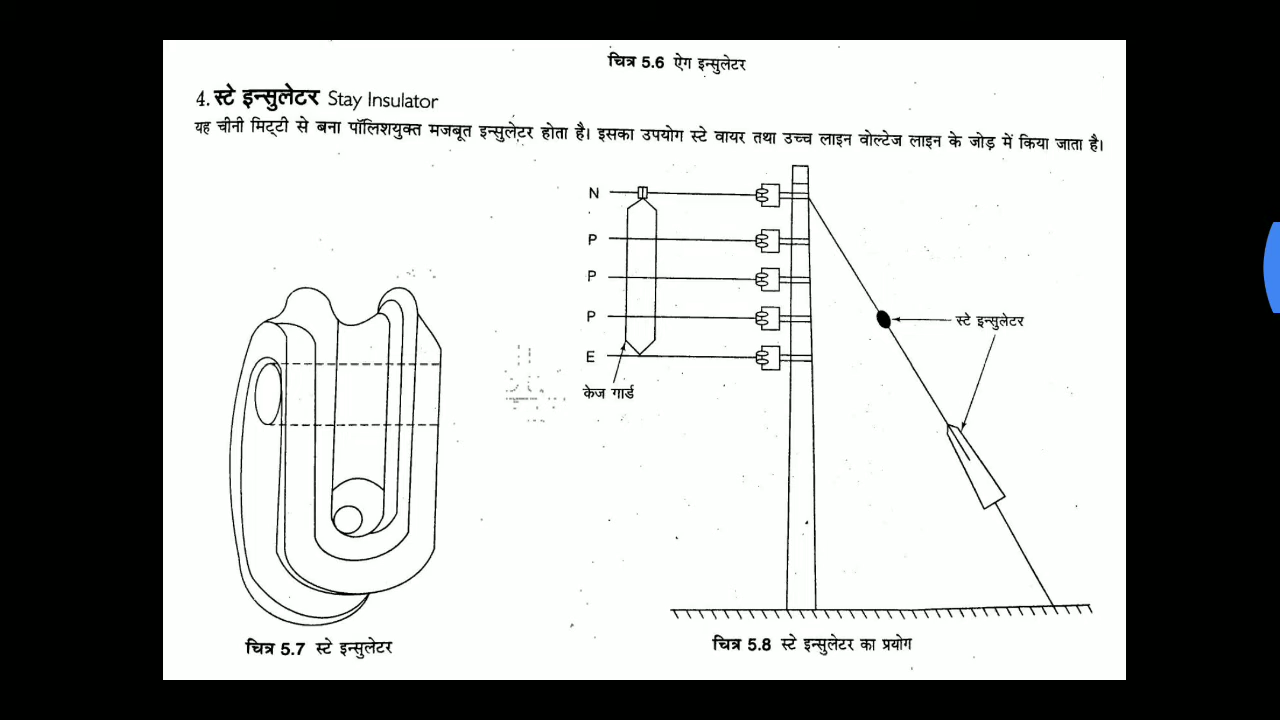 चित्र 5.6 ऐग इन्सुलेटर
4. स्टे इन्सुलेटर Stay Insulator
यह चीनी मिट्टी से बना पॉलिशयुक्त मजबूत इन्सुलेटर होता है। इसका उपयोग स्टे वायर तथा उच्च लाइन वोल्टेज लाइन के जोड़ में किया जाता है।
N
P
P
P
E
स्टे इन्सुलेटर
केज गार्ड
चित्र 5.7 स्टे इन्सुलेटर
चित्र 5.8 स्टे इन्सुलेटर का प्रयोग